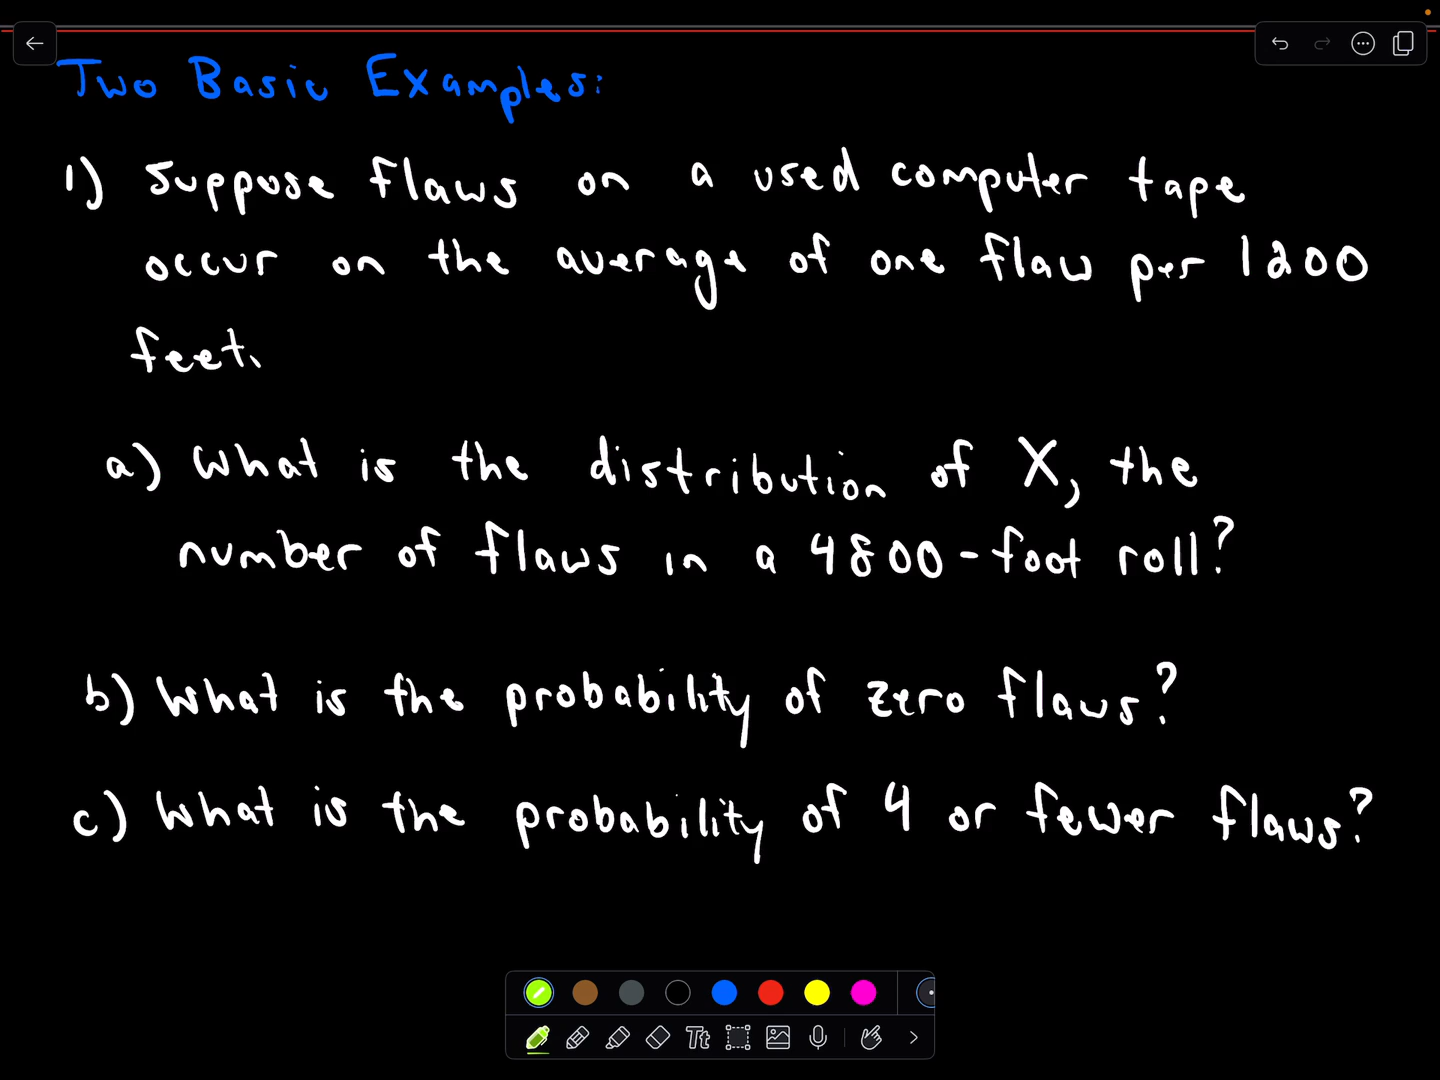 Two Basic Examples:
1) Suppose flaws on a used computer tape
occur on the average of one flaw per 1200
feet.
a) What is the distribution of X, the
number of flaws in a 4800-foot roll?
b) What is the probability of zero flaws?
c) What is the probability of 4 or fewer flaws?
Tt